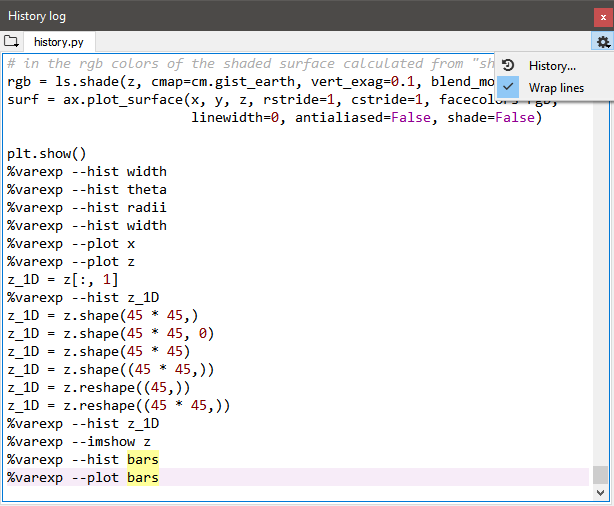 History log
history.py
History...
Wrap lines
# in the rgb colors of the shaded surface calculated from "sh
rgb = ls.shade(z, cmap=cm.gist_earth, vert_exag=0.1, blend_mo
surf = ax.plot_surface(x, y, z, rstride=1, cstride=1,
linewidth=0, antialiased=False, shade=False)
plt.show()
%varexp --hist width
%varexp --hist theta
%varexp --hist radii
%varexp --hist width
%varexp --plot x
%varexp --plot z
z_1D = z[:, 1]
%varexp --hist z_1D
z_1D = z.shape(45 * 45,)
z_1D = z.shape(45 * 45, 0)
z_1D = z.shape(45 * 45)
z_1D = z.shape((45 * 45,))
z_1D = z.reshape((45,))
z_1D = z.reshape((45 * 45,))
%varexp --hist z_1D
%varexp --imshow z
%varexp --hist bars
%varexp --plot bars